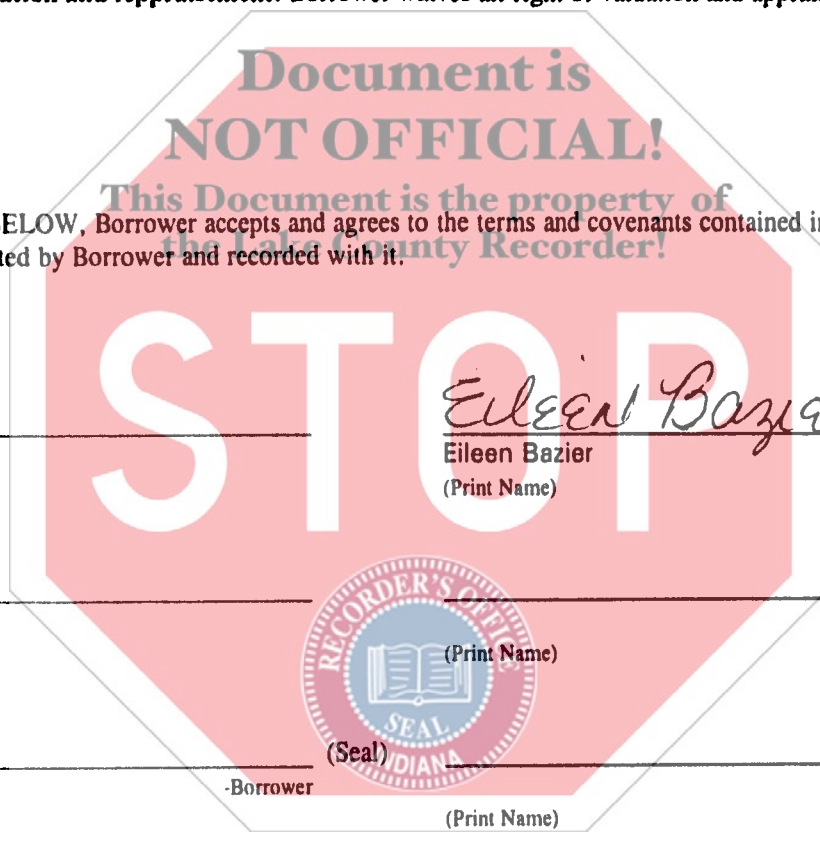 Document is
NOT OFFICIAL!
This Document is the property of
ELOW, Borrower accepts and agrees to the terms and covenants contained in
the Lake County Recorder!
ted by Borrower and recorded with it.
STOP
Eileen Bazie
Eileen Bazier
(Print Name)
RECORDER'S OFFICE
(Print Name)
SEAL
(Seal)
INDIANA
-Borrower
(Print Name)